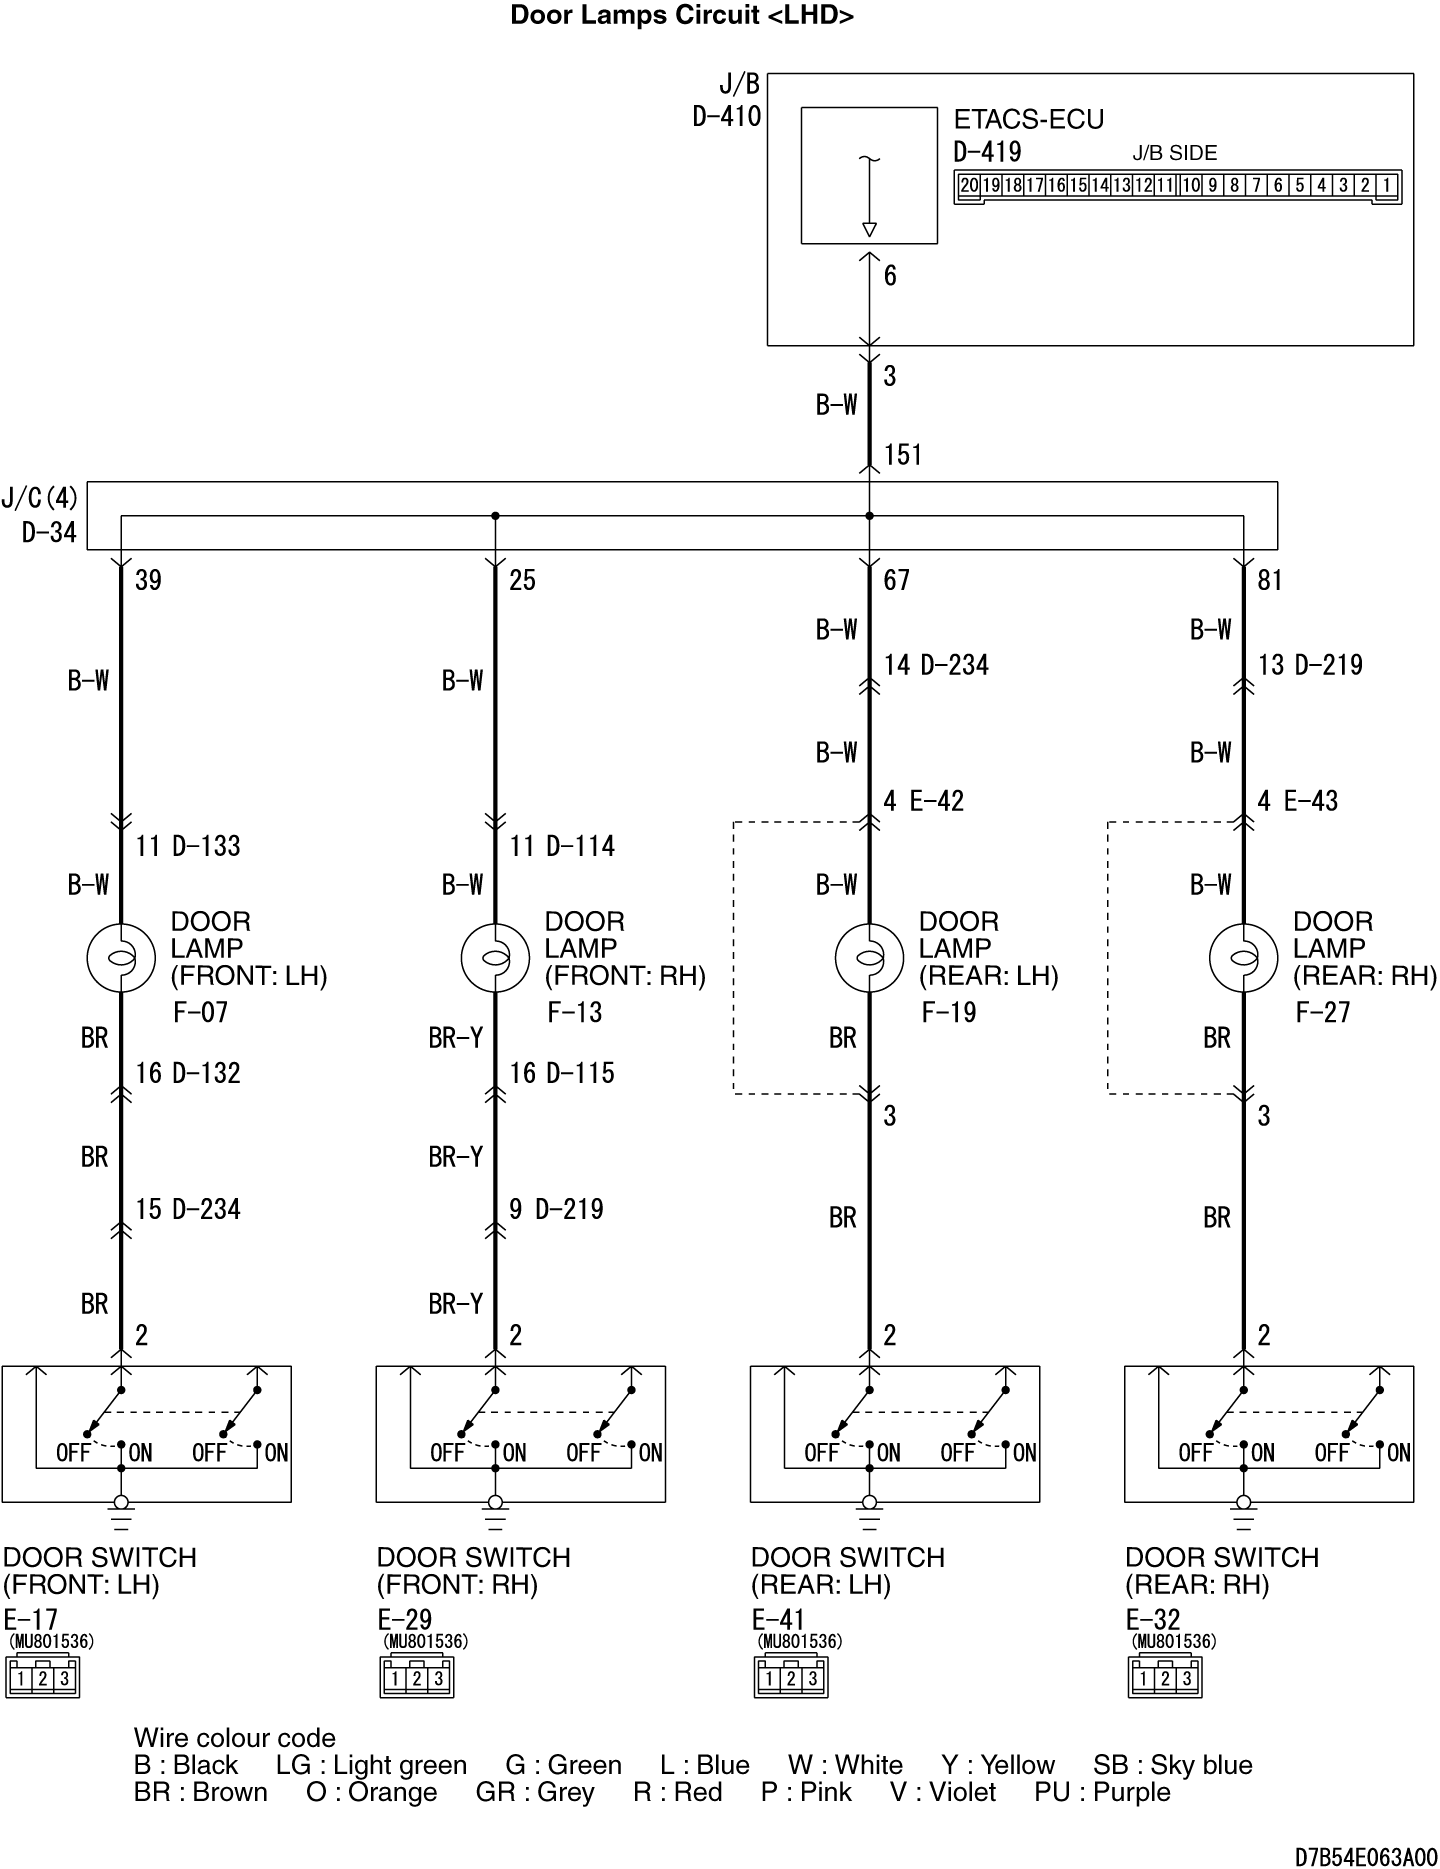 Door Lamps Circuit <LHD>
J/B
D-410
ETACS-ECU
D-419
J/B SIDE
20 19 18 17 16 15 14 13 12 11 10 9 8 7 6 5 4 3 2 1
6
3
B-W
151
J/C(4)
D-34
39
25
67
81
B-W
B-W
14 D-234
13 D-219
B-W
B-W
B-W
B-W
4 E-42
4 E-43
11 D-133
11 D-114
B-W
B-W
B-W
B-W
DOOR
LAMP
(FRONT: LH)
F-07
DOOR
LAMP
(FRONT: RH)
F-13
DOOR
LAMP
(REAR: LH)
F-19
DOOR
LAMP
(REAR: RH)
F-27
BR
BR-Y
BR
BR
16 D-132
16 D-115
3
3
BR
BR-Y
15 D-234
9 D-219
BR
BR
BR
BR-Y
2
2
2
2
OFF ON OFF ON
OFF ON OFF ON
OFF ON OFF ON
OFF ON OFF ON
DOOR SWITCH
(FRONT: LH)
E-17
(MU801536)
1 2 3
DOOR SWITCH
(FRONT: RH)
E-29
(MU801536)
1 2 3
DOOR SWITCH
(REAR: LH)
E-41
(MU801536)
1 2 3
DOOR SWITCH
(REAR: RH)
E-32
(MU801536)
1 2 3
Wire colour code
B : Black LG : Light green G : Green L : Blue W : White Y : Yellow SB : Sky blue
BR : Brown O : Orange GR : Grey R : Red P : Pink V : Violet PU : Purple
D7B54E063A00